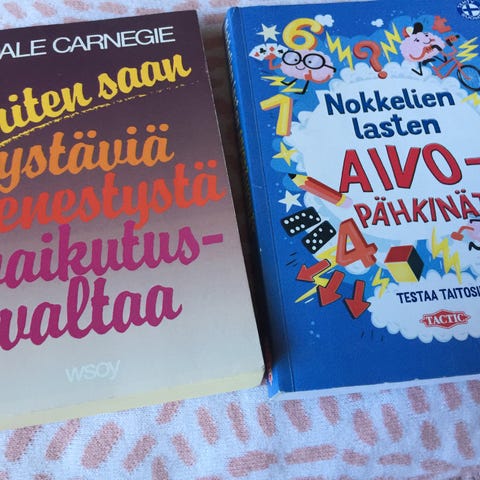 ALE CARNEGIE
iten saan
ystäviä
enestystä
aikutus-
valtaa
wsoy
Nokkelien
lasten
AIVO-
PÄHKINÄT
TESTAA TAITOSI
TACTIC